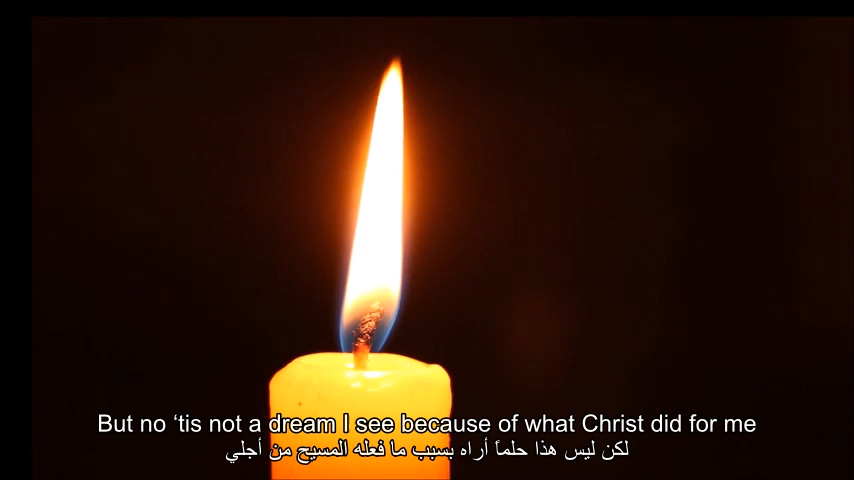 But no ‘tis not a dream I see because of what Christ did for me
لكن ليس هذا حلماً أراه بسبب ما فعله المسيح من أجلي